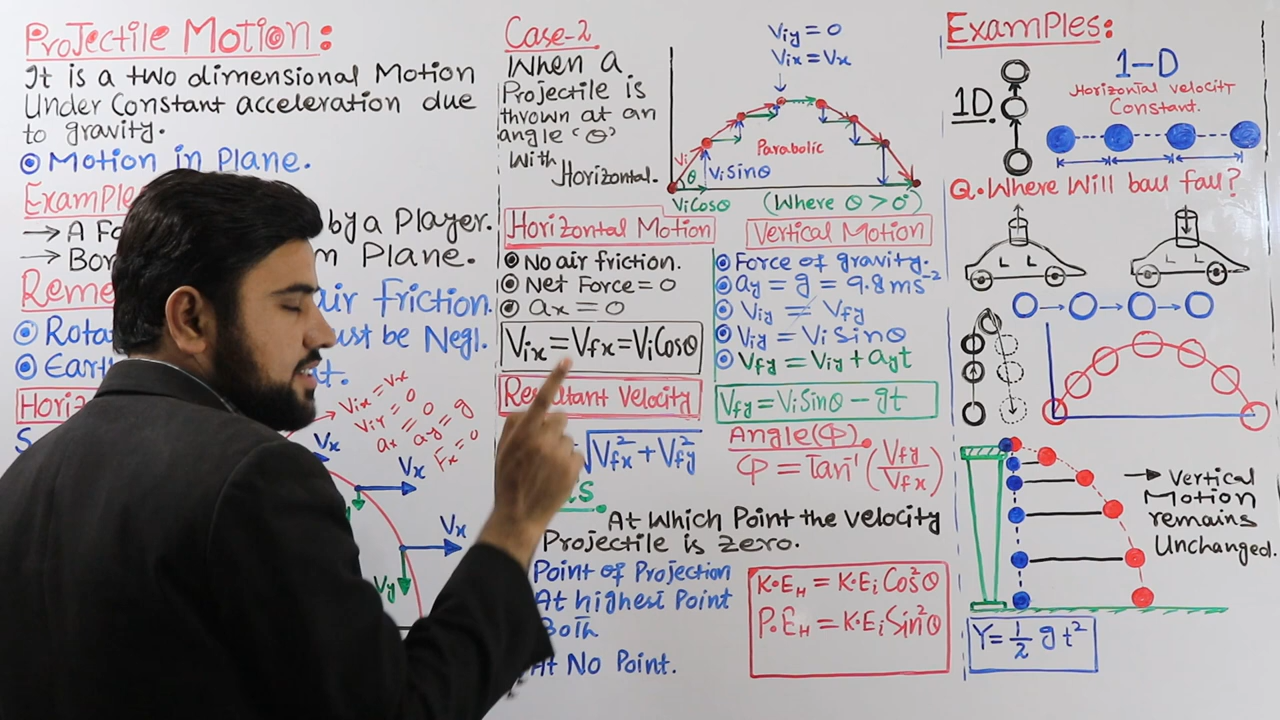 Projectile Motion:
It is a two dimensional Motion
Under Constant acceleration due
to gravity.
Motion in Plane.
Example
→ A Fo by a Player.
→ Bo Plane.
Reme air friction.
Rota ust be Negl.
Eart
Horiz
Vix = Vx
Viy = 0
ax = 0
ay = g
Fx = 0
Vx
Vx
Vx
Vy
Case-2
When a
Projectile is
thrown at an
angle 'θ'
With
Horizontal.
Viy = 0
Vix = Vx
Parabolic
Vi
θ
Vi Sinθ
Vi Cosθ
(Where θ > 0°)
Horizontal Motion
No air friction.
Net Force = 0
ax = 0
Vix = Vfx = Vi Cosθ
Vertical Motion
Force of gravity.
ay = g = 9.8 ms⁻²
Viy = Vfy
Viy = Vi Sinθ
Vfy = Viy + ayt
Vfy = Vi Sinθ − gt
Resultant Velocity
√Vfx² + Vfy²
Angle(Φ).
Φ = Tan⁻¹ (Vfy/Vfx)
At Which Point the velocity
Projectile is zero.
Point of Projection
At highest Point
Both
At No Point.
K.E_H = K.Ei Cos²θ
P.E_H = K.Ei Sin²θ
Examples:
1D.
1-D
Horizontal velocity
Constant.
Q. Where Will ball fall?
→ Vertical
Motion
remains
Unchanged.
Y = 1/2 gt²